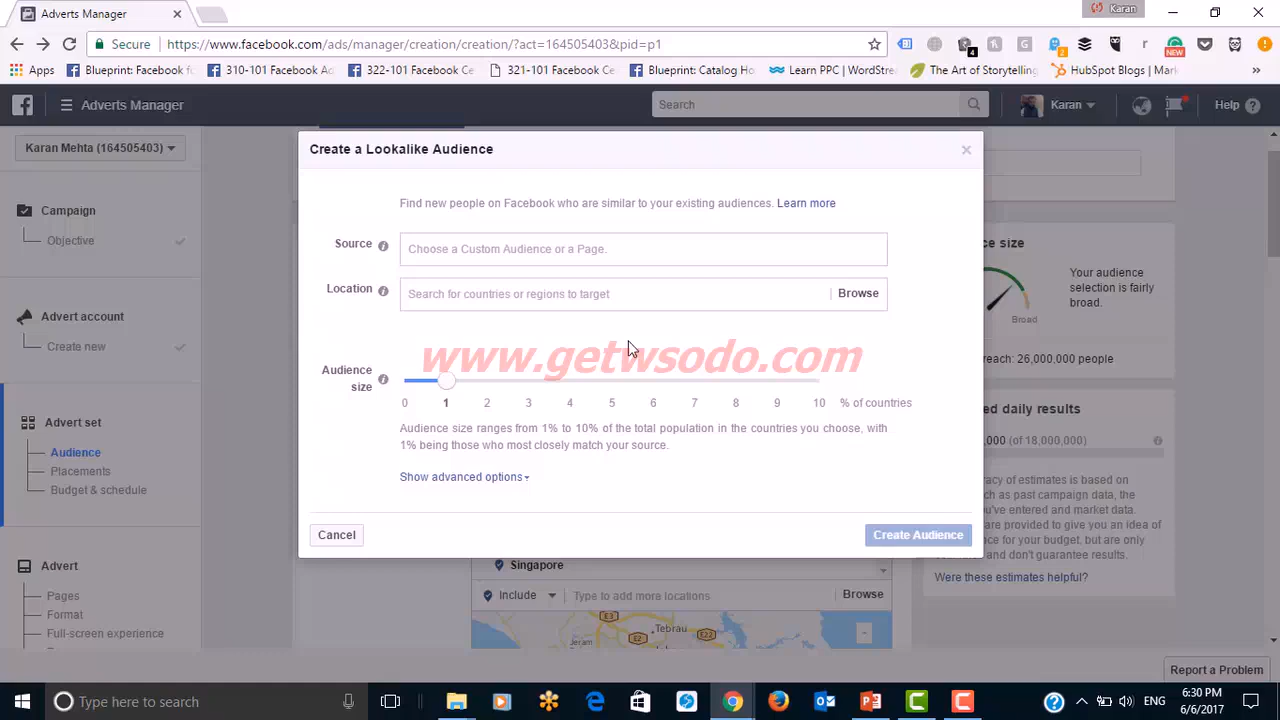 Adverts Manager
Karan
Secure
https://www.facebook.com/ads/manager/creation/creation/?act=164505403&pid=p1
4
2
G
r
NEW
Apps
Blueprint: Facebook fu
310-101 Facebook Ad
322-101 Facebook Ce
321-101 Facebook Ce
Blueprint: Catalog Ho
Learn PPC | WordStre
The Art of Storytelling
HubSpot Blogs | Mark
Adverts Manager
Search
Karan
Help
Karan Mehta (164505403)
Campaign
Objective
Advert account
Create new
Advert set
Audience
Placements
Budget & schedule
Advert
Pages
Format
Full-screen experience
Create a Lookalike Audience
Find new people on Facebook who are similar to your existing audiences. Learn more
Source
Choose a Custom Audience or a Page.
Location
Search for countries or regions to target
Browse
www.getwsodo.com
Audience
size
0 1 2 3 4 5 6 7 8 9 10 % of countries
Audience size ranges from 1% to 10% of the total population in the countries you choose, with
1% being those who most closely match your source.
Show advanced options
Cancel
Create Audience
ce size
Your audience
selection is fairly
broad.
Broad
reach: 26,000,000 people
ed daily results
,000 (of 18,000,000)
acy of estimates is based on
ch as past campaign data, the
u've entered and market data.
are provided to give you an idea of
ce for your budget, but are only
and don't guarantee results.
Were these estimates helpful?
Singapore
Include
Type to add more locations
Browse
E3
Tebrau
E2
E22
Jeram
Report a Problem
Type here to search
ENG
6:30 PM
6/6/2017